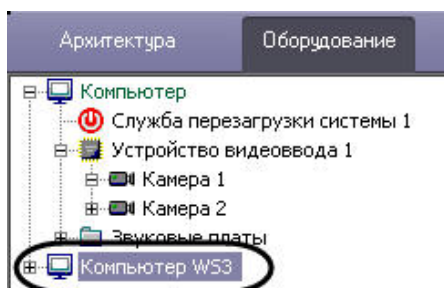 Архитектура Оборудование
Компьютер
Служба перезагрузки системы 1
Устройство видеоввода 1
Камера 1
Камера 2
Звуковые платы
Компьютер WS3